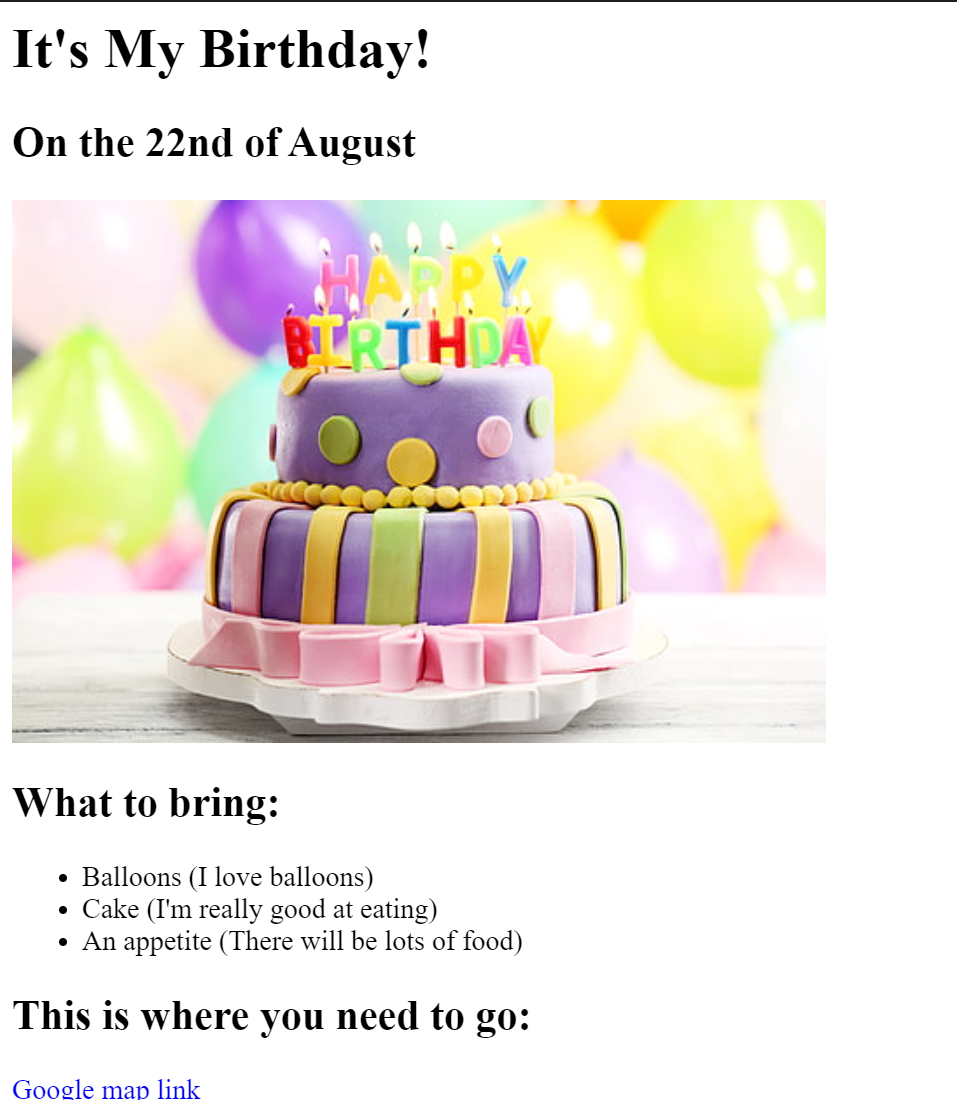 It's My Birthday!
On the 22nd of August
HAPPY
BIRTHDAY
What to bring:
Balloons (I love balloons)
Cake (I'm really good at eating)
An appetite (There will be lots of food)
This is where you need to go:
Google map link